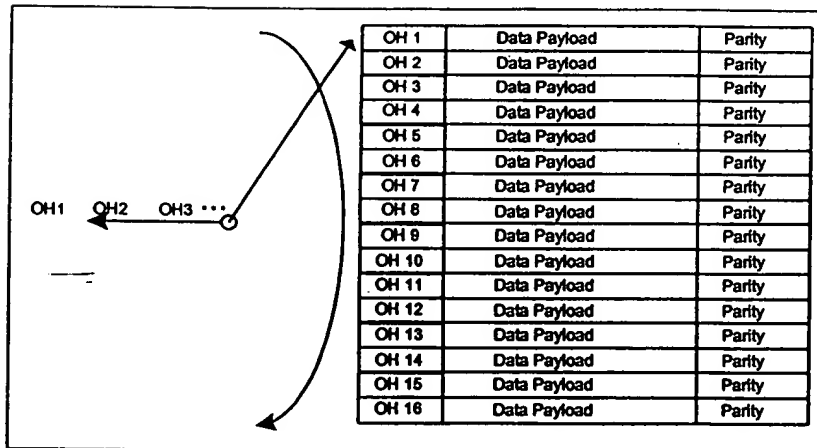 OH 1 Data Payload Parity
OH 2 Data Payload Parity
OH 3 Data Payload Parity
OH 4 Data Payload Parity
OH 5 Data Payload Parity
OH 6 Data Payload Parity
OH 7 Data Payload Parity
OH1 OH2 OH3 ···
OH 8 Data Payload Parity
OH 9 Data Payload Parity
OH 10 Data Payload Parity
OH 11 Data Payload Parity
OH 12 Data Payload Parity
OH 13 Data Payload Parity
OH 14 Data Payload Parity
OH 15 Data Payload Parity
OH 16 Data Payload Parity